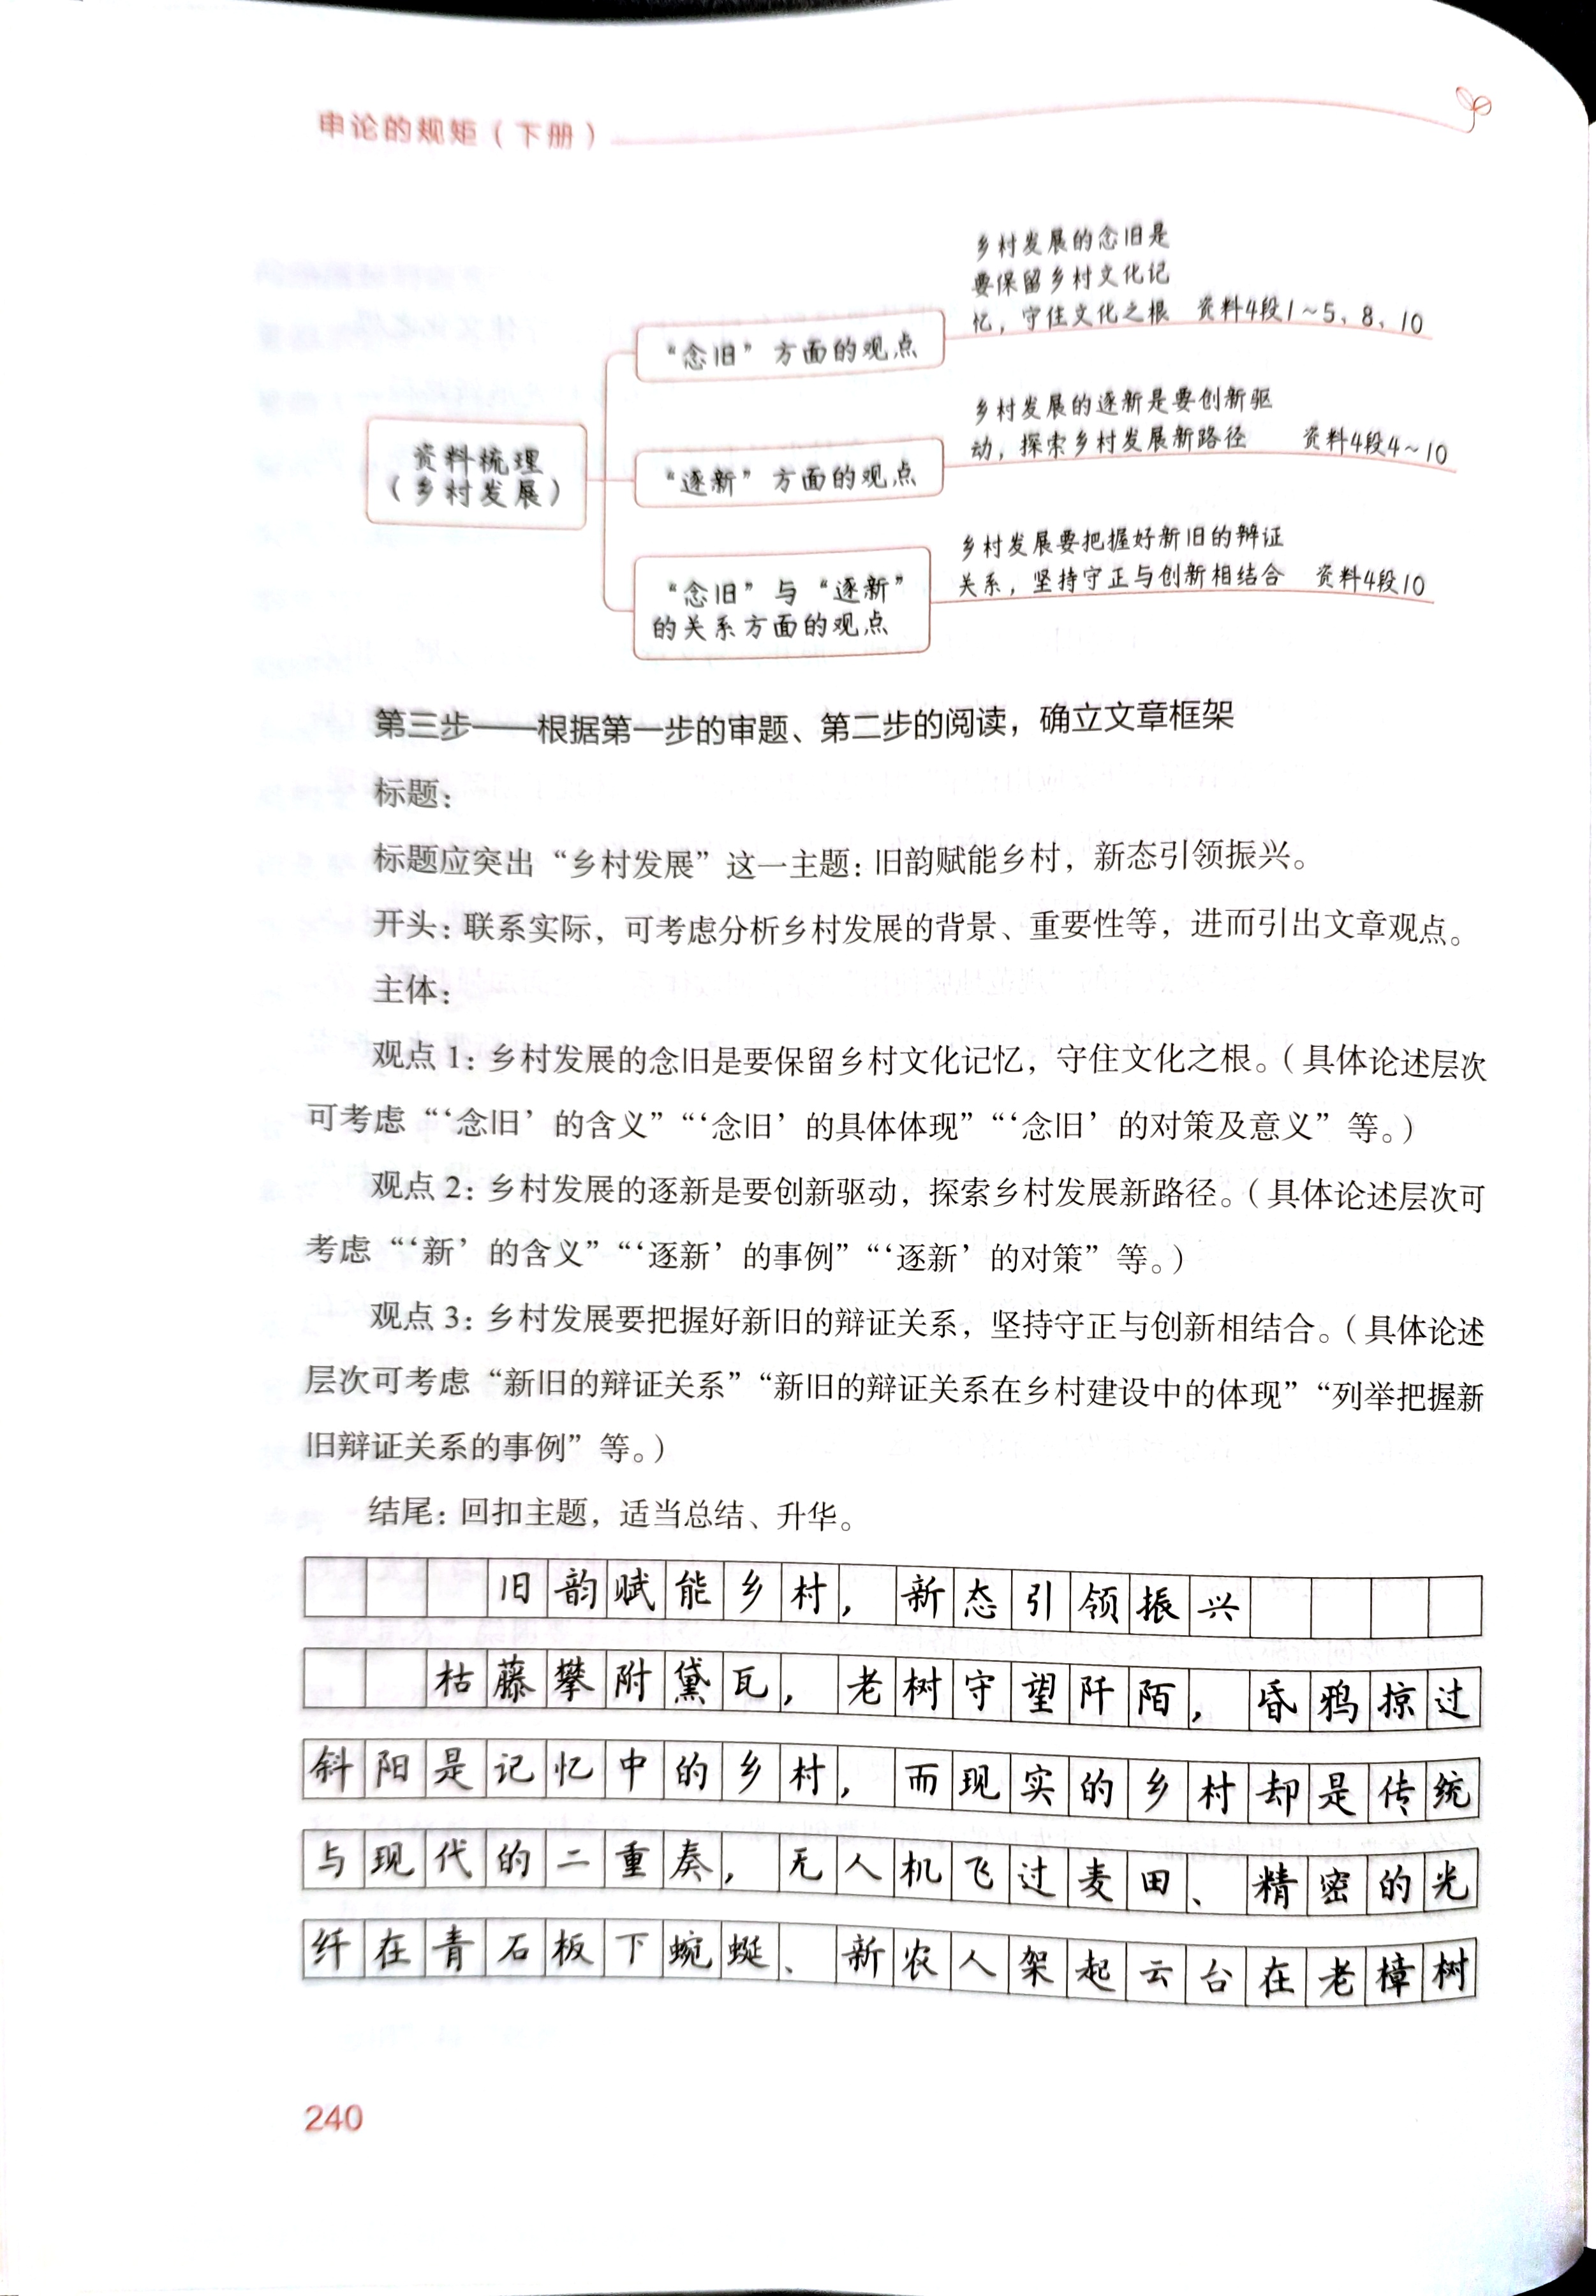 申论的规矩（下册）
资料梳理
（乡村发展）
“念旧”方面的观点
乡村发展的念旧是
要保留乡村文化记
忆，守住文化之根 资料4段1～5、8、10
“逐新”方面的观点
乡村发展的逐新是要创新驱
动，探索乡村发展新路径 资料4段4～10
“念旧”与“逐新”
的关系方面的观点
乡村发展要把握好新旧的辩证
关系，坚持守正与创新相结合 资料4段10
第三步——根据第一步的审题、第二步的阅读，确立文章框架
标题：
标题应突出“乡村发展”这一主题：旧韵赋能乡村，新态引领振兴。
开头：联系实际，可考虑分析乡村发展的背景、重要性等，进而引出文章观点。
主体：
观点 1：乡村发展的念旧是要保留乡村文化记忆，守住文化之根。（具体论述层次
可考虑“‘念旧’的含义”“‘念旧’的具体体现”“‘念旧’的对策及意义”等。）
观点 2：乡村发展的逐新是要创新驱动，探索乡村发展新路径。（具体论述层次可
考虑“‘新’的含义”“‘逐新’的事例”“‘逐新’的对策”等。）
观点 3：乡村发展要把握好新旧的辩证关系，坚持守正与创新相结合。（具体论述
层次可考虑“新旧的辩证关系”“新旧的辩证关系在乡村建设中的体现”“列举把握新
旧辩证关系的事例”等。）
结尾：回扣主题，适当总结、升华。
旧韵赋能乡村，新态引领振兴
枯藤攀附黛瓦，老树守望阡陌，昏鸦掠过
斜阳是记忆中的乡村，而现实的乡村却是传统
与现代的二重奏，无人机飞过麦田、精密的光
纤在青石板下蜿蜒、新农人架起云台在老樟树
240